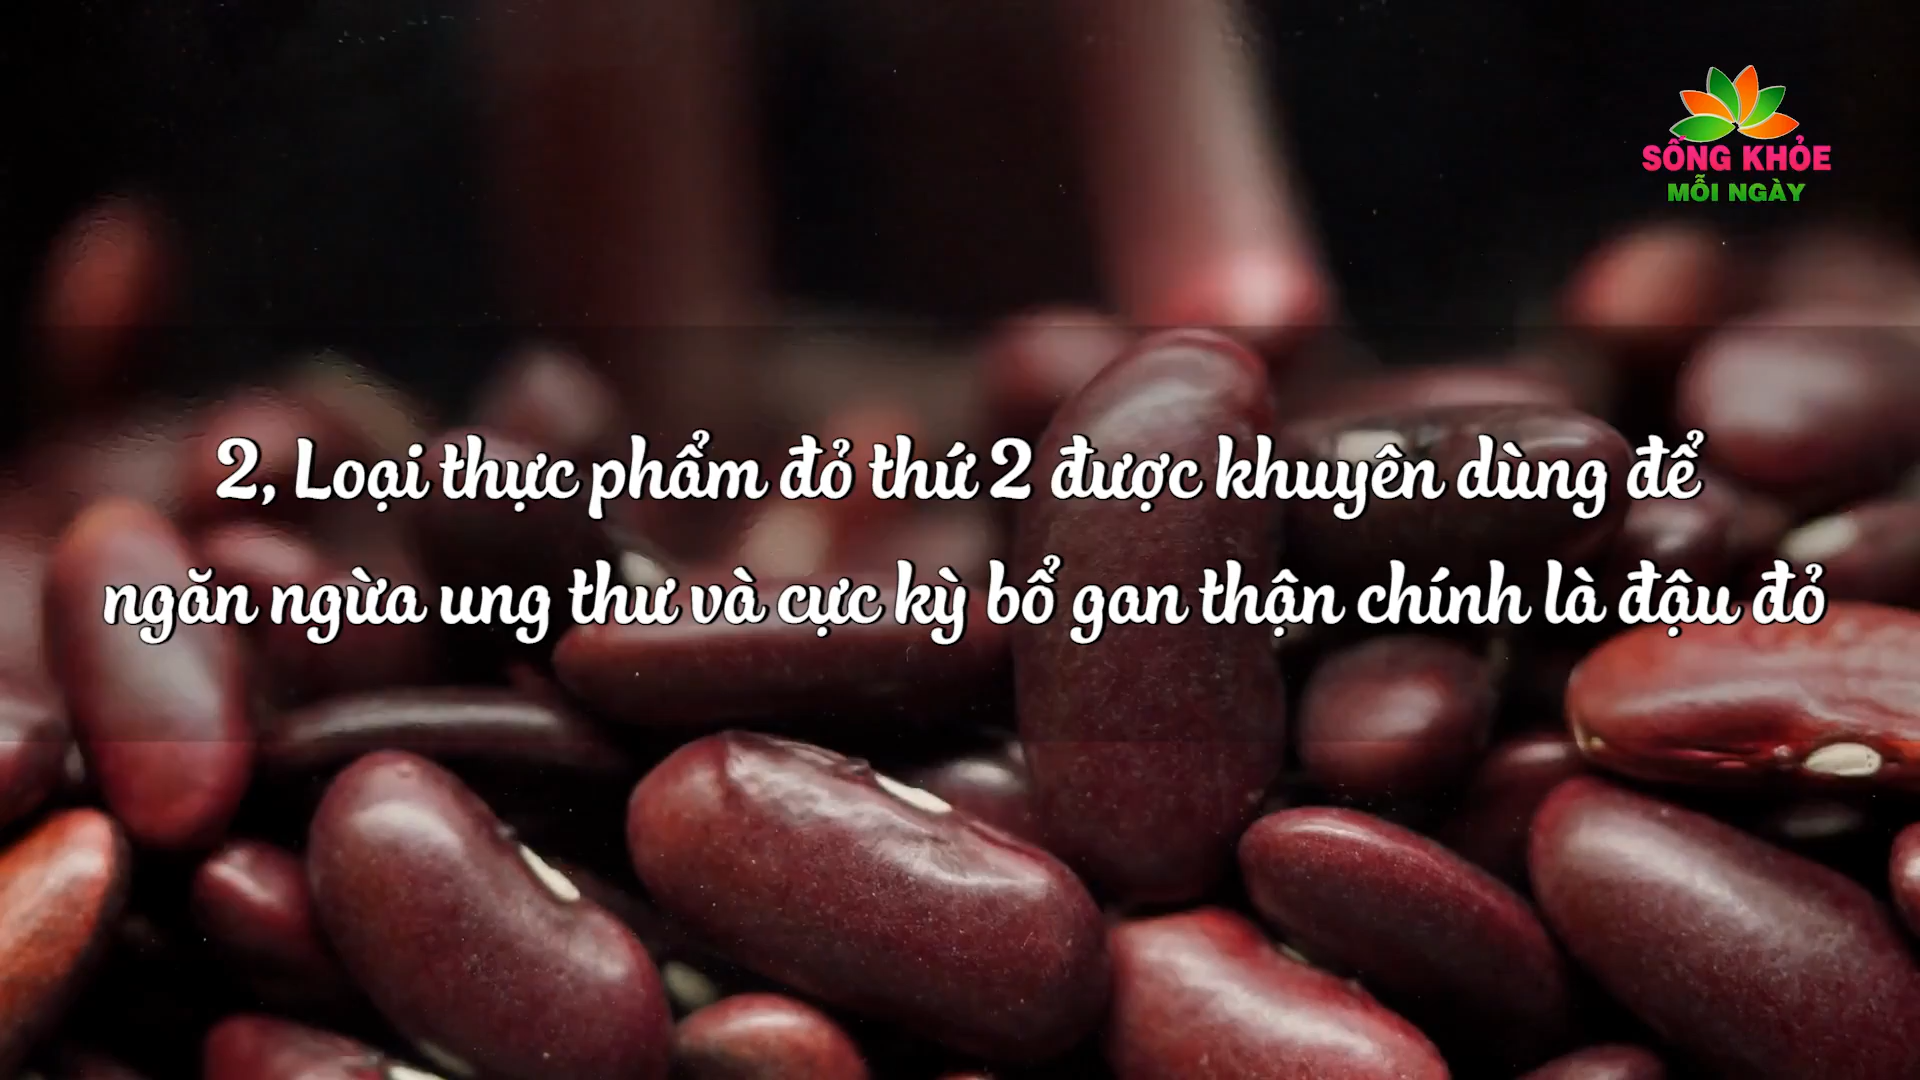 SỐNG KHỎE
MỖI NGÀY
2, Loại thực phẩm đỏ thứ 2 được khuyên dùng để
ngăn ngừa ung thư và cực kỳ bổ gan thận chính là đậu đỏ